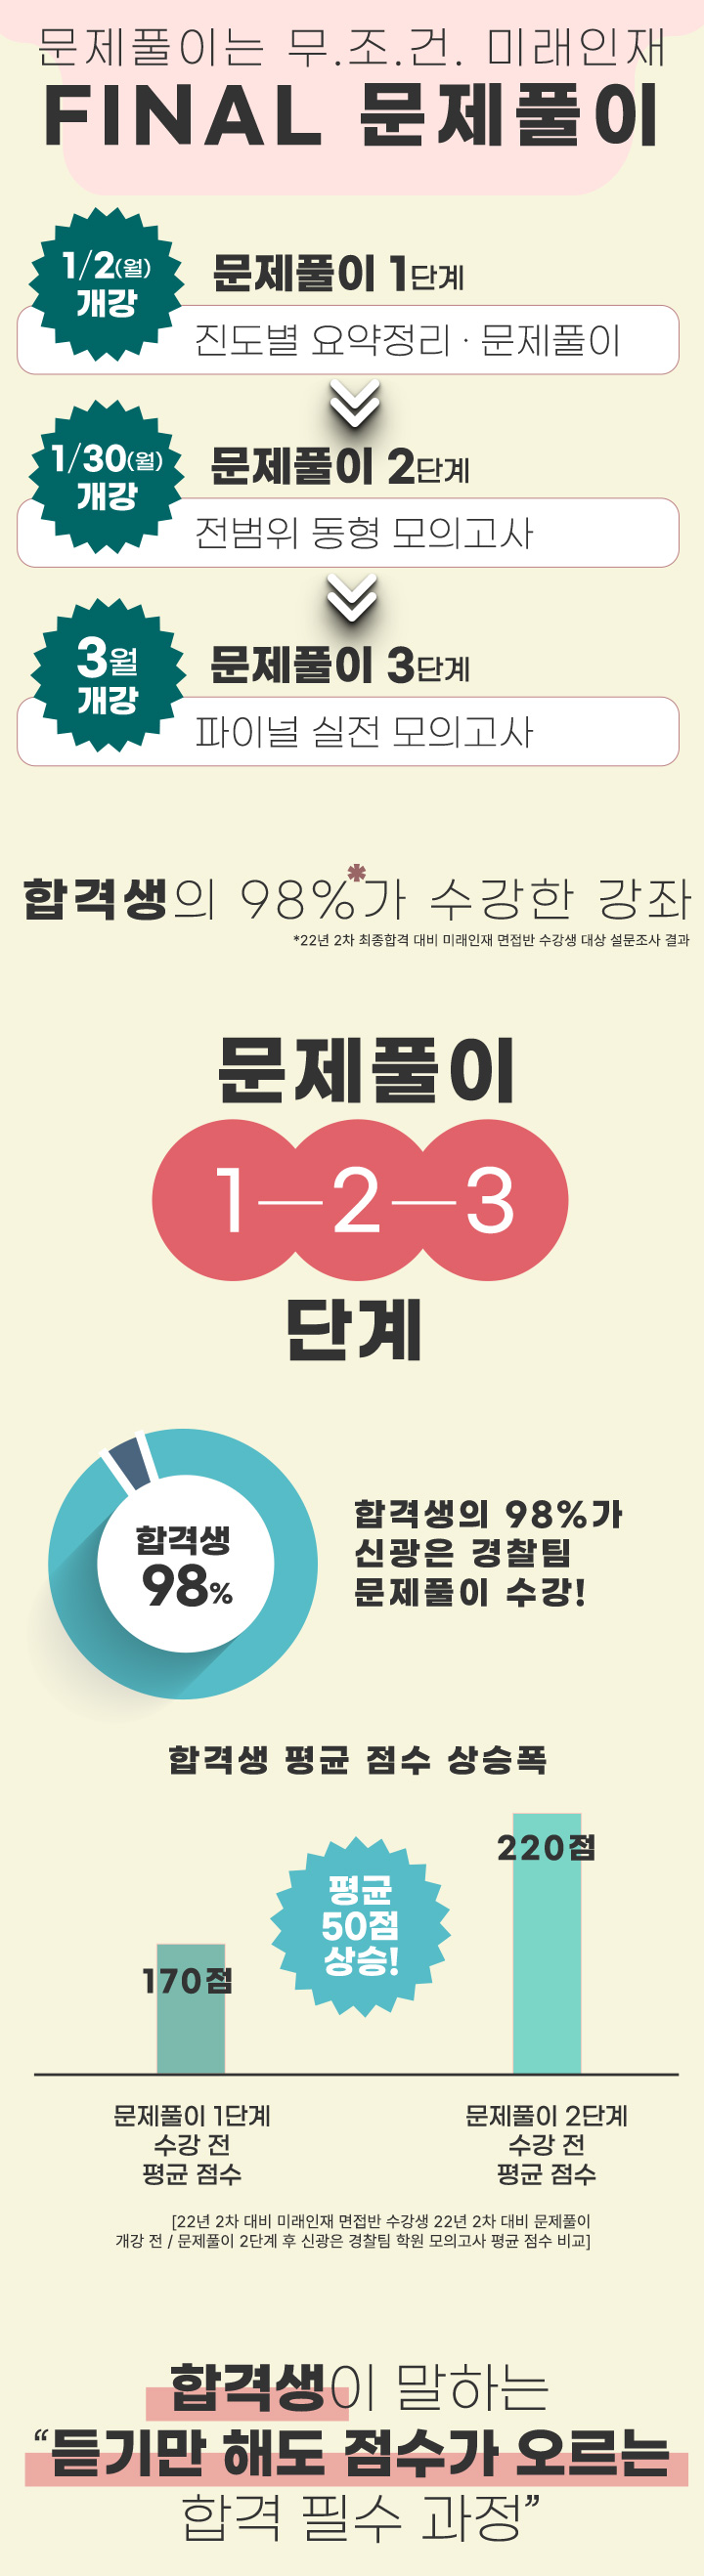 문제풀이는 무.조.건. 미래인재
FINAL 문제풀이
1/2(월)
개강
문제풀이 1단계
진도별 요약정리 · 문제풀이
1/30(월)
개강
문제풀이 2단계
전범위 동형 모의고사
3월
개강
문제풀이 3단계
파이널 실전 모의고사
합격생의 98%*가 수강한 강좌
*22년 2차 최종합격 대비 미래인재 면접반 수강생 대상 설문조사 결과
문제풀이
1—2—3
단계
합격생
98%
합격생의 98%가
신광은 경찰팀
문제풀이 수강!
합격생 평균 점수 상승폭
220점
평균
50점
상승!
170점
문제풀이 1단계
수강 전
평균 점수
문제풀이 2단계
수강 전
평균 점수
[22년 2차 대비 미래인재 면접반 수강생 22년 2차 대비 문제풀이
개강 전 / 문제풀이 2단계 후 신광은 경찰팀 학원 모의고사 평균 점수 비교]
합격생이 말하는
“듣기만 해도 점수가 오르는
합격 필수 과정”